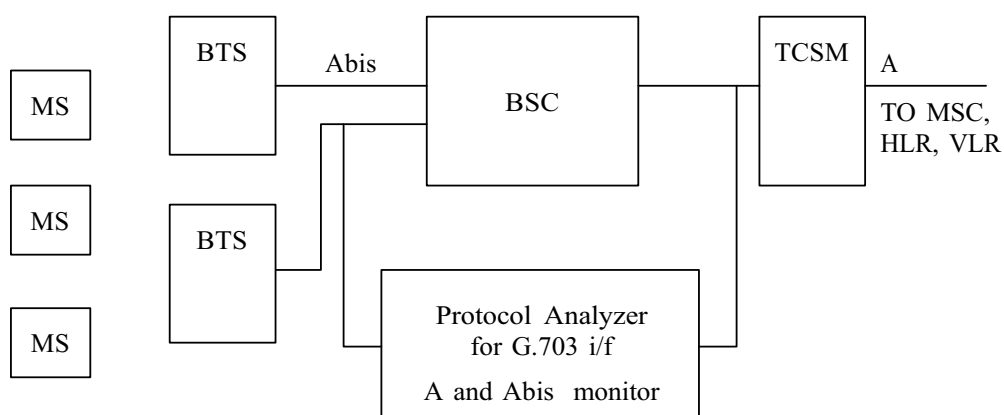 BTS
Abis
TCSM
A
MS
BSC
TO MSC,
HLR, VLR
MS
BTS
MS
Protocol Analyzer
for G.703 i/f
A and Abis monitor